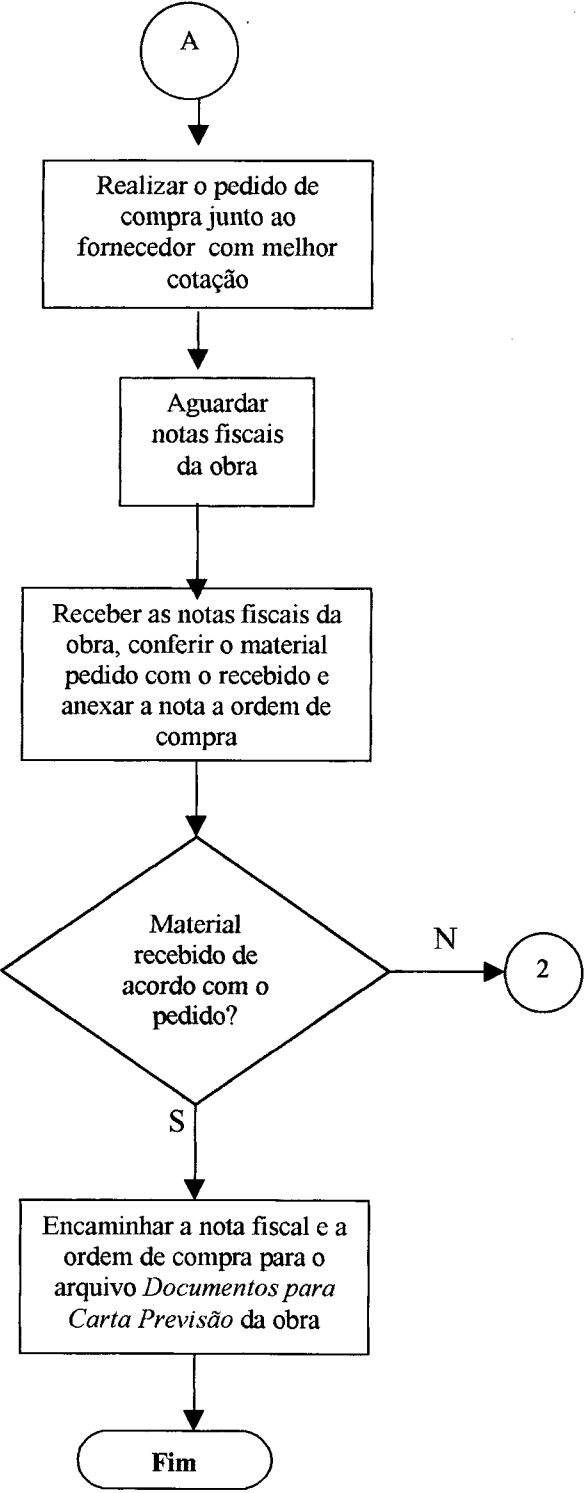 A
Realizar o pedido de
compra junto ao
fornecedor com melhor
cotação
Aguardar
notas fiscais
da obra
Receber as notas fiscais da
obra, conferir o material
pedido com o recebido e
anexar a nota a ordem de
compra
Material
recebido de
acordo com o
pedido?
N
2
S
Encaminhar a nota fiscal e a
ordem de compra para o
arquivo Documentos para
Carta Previsão da obra
Fim